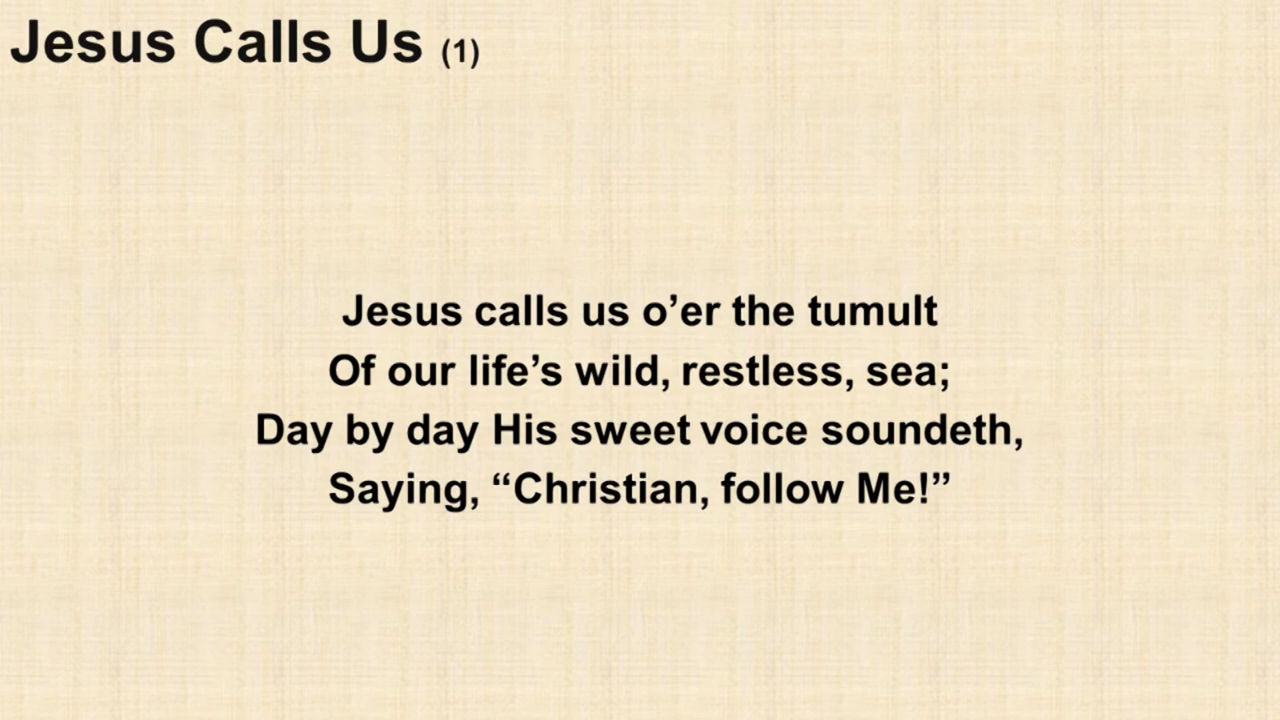 Jesus Calls Us (1)
Jesus calls us o’er the tumult
Of our life’s wild, restless, sea;
Day by day His sweet voice soundeth,
Saying, “Christian, follow Me!”